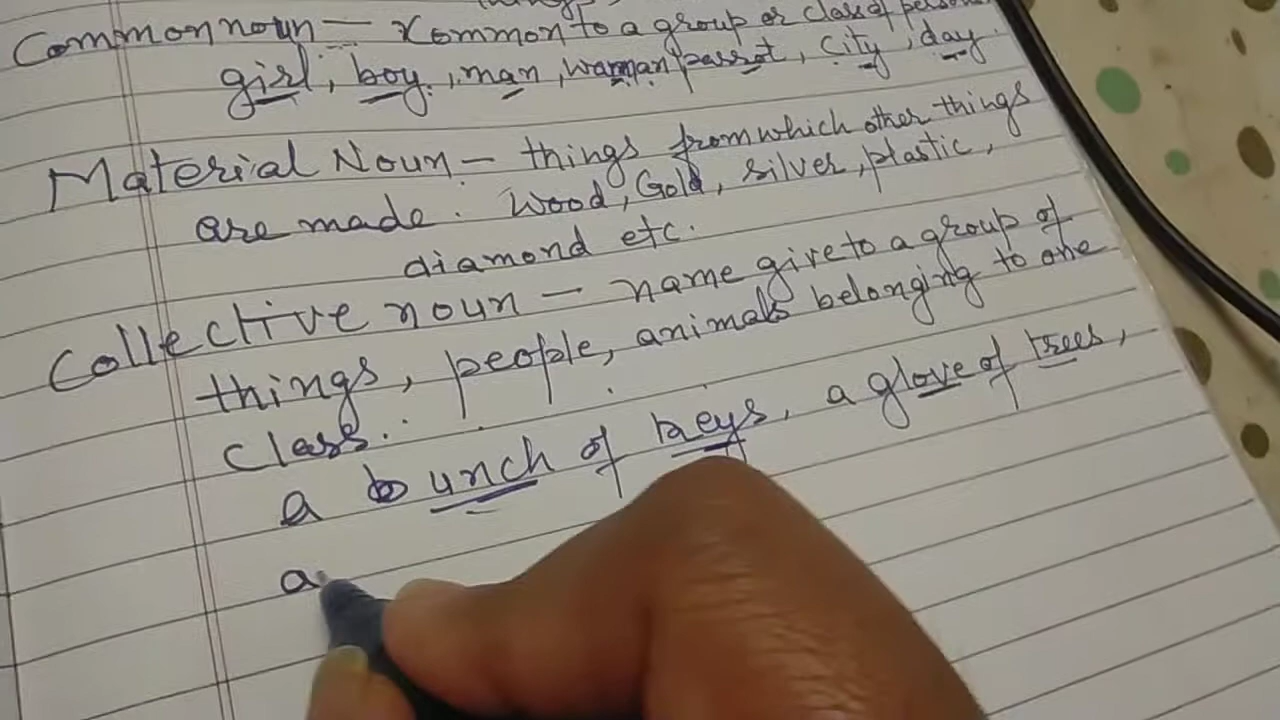 things
Common noun — Common to a group or class of person
girl, boy, man, woman parrot, city, day.
Material Noun — things from which other things
are made. Wood, Gold, silver, plastic,
diamond etc.
Collective noun — name give to a group of
things, people, animals belonging to one
class.
a bunch of keys, a glove of trees,
a